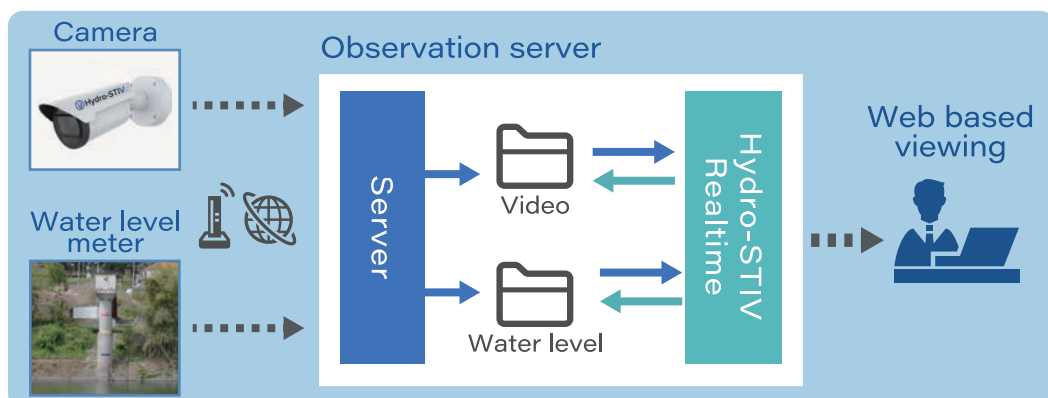 Camera
Hydro-STIV
Water level
meter
Observation server
Server
Video
Water level
Hydro-STIV
Realtime
Web based
viewing